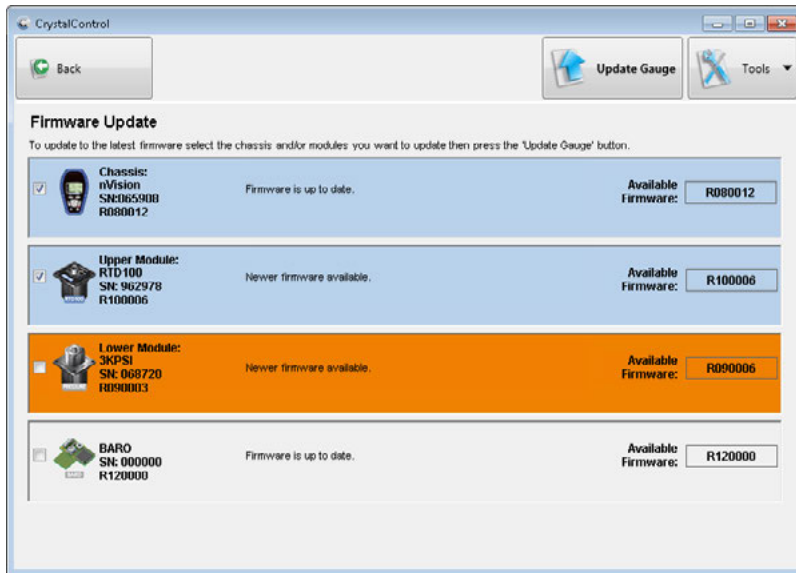 CrystalControl
Back
Update Gauge
Tools
Firmware Update
To update to the latest firmware select the chassis and/or modules you want to update then press the 'Update Gauge' button.
Chassis:
nVision
SN:065908
R080012
Firmware is up to date.
Available
Firmware:
R080012
Upper Module:
RTD100
SN: 962978
R100006
Newer firmware available.
Available
Firmware:
R100006
Lower Module:
3KPSI
SN: 068720
R090003
Newer firmware available.
Available
Firmware:
R090006
BARO
SN: 000000
R120000
Firmware is up to date.
Available
Firmware:
R120000